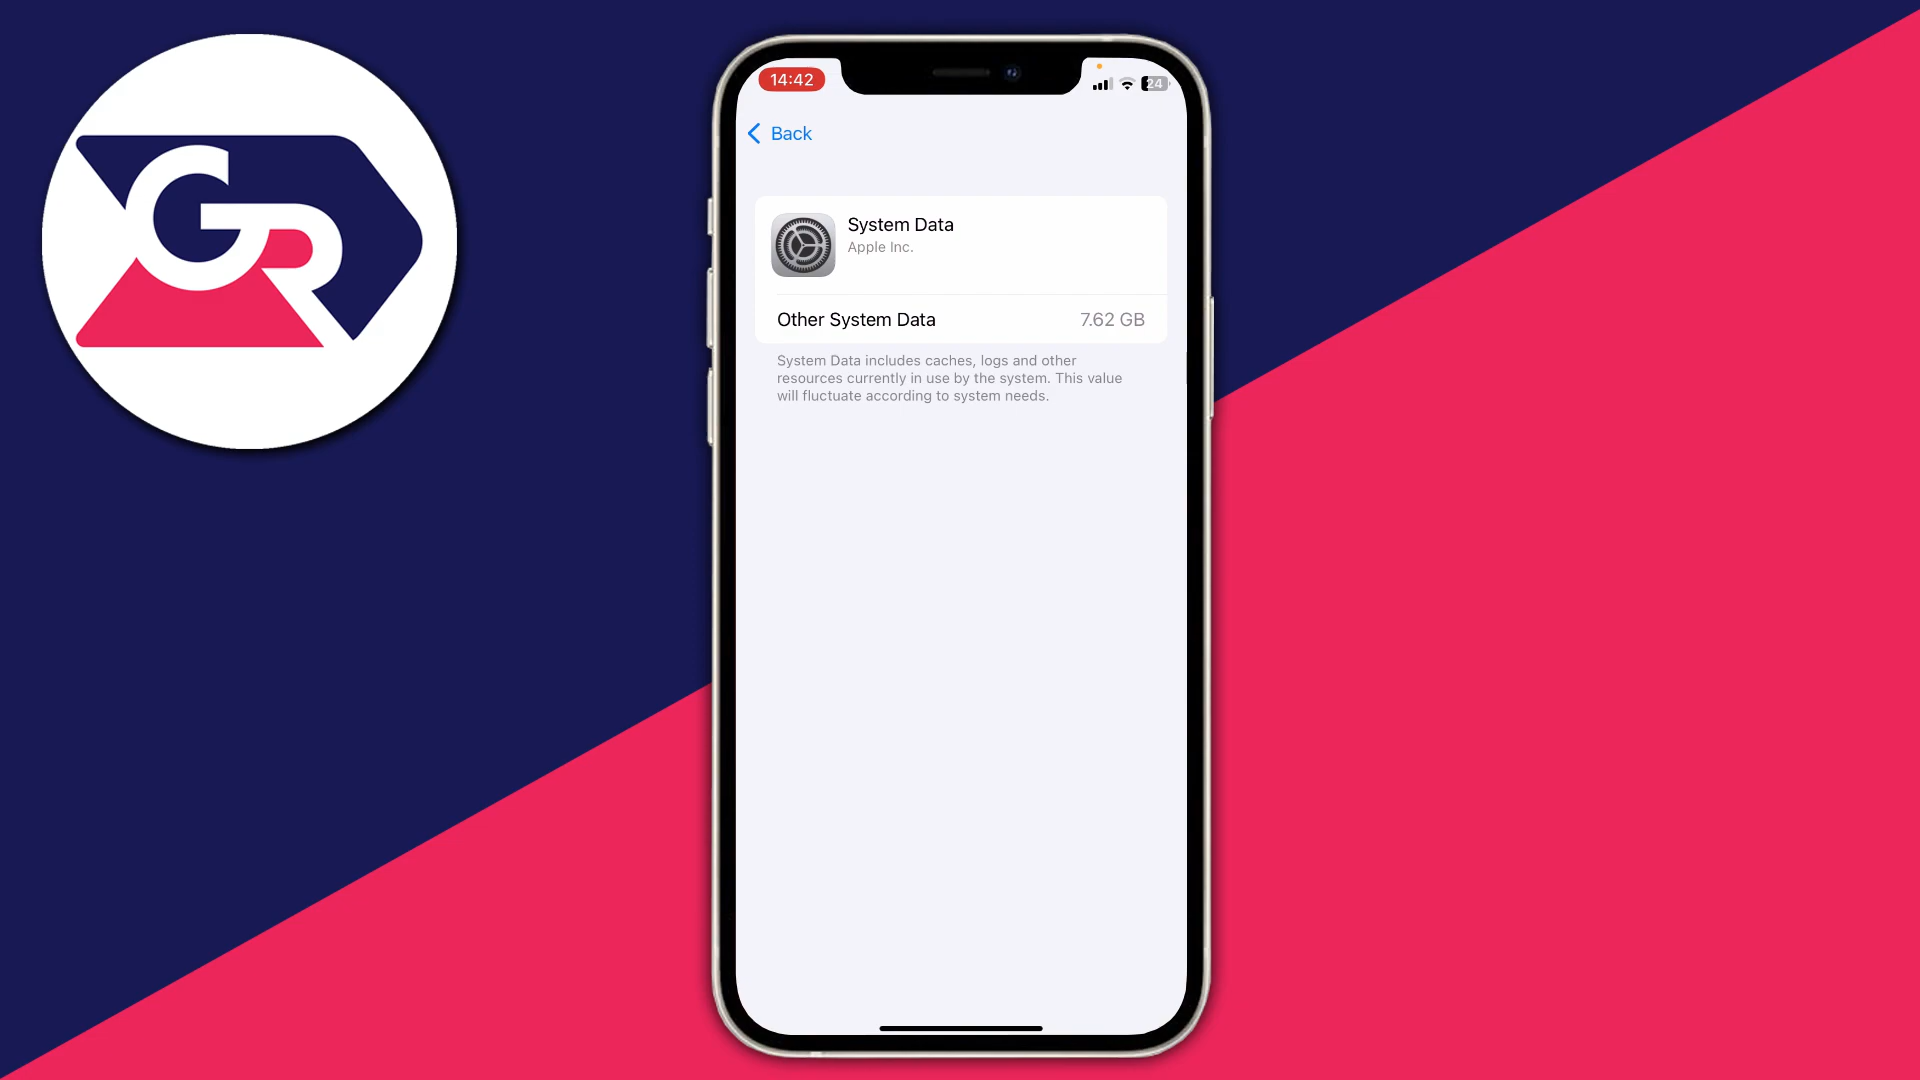 GR
14:42
24
Back
System Data
Apple Inc.
Other System Data 7.62 GB
System Data includes caches, logs and other
resources currently in use by the system. This value
will fluctuate according to system needs.